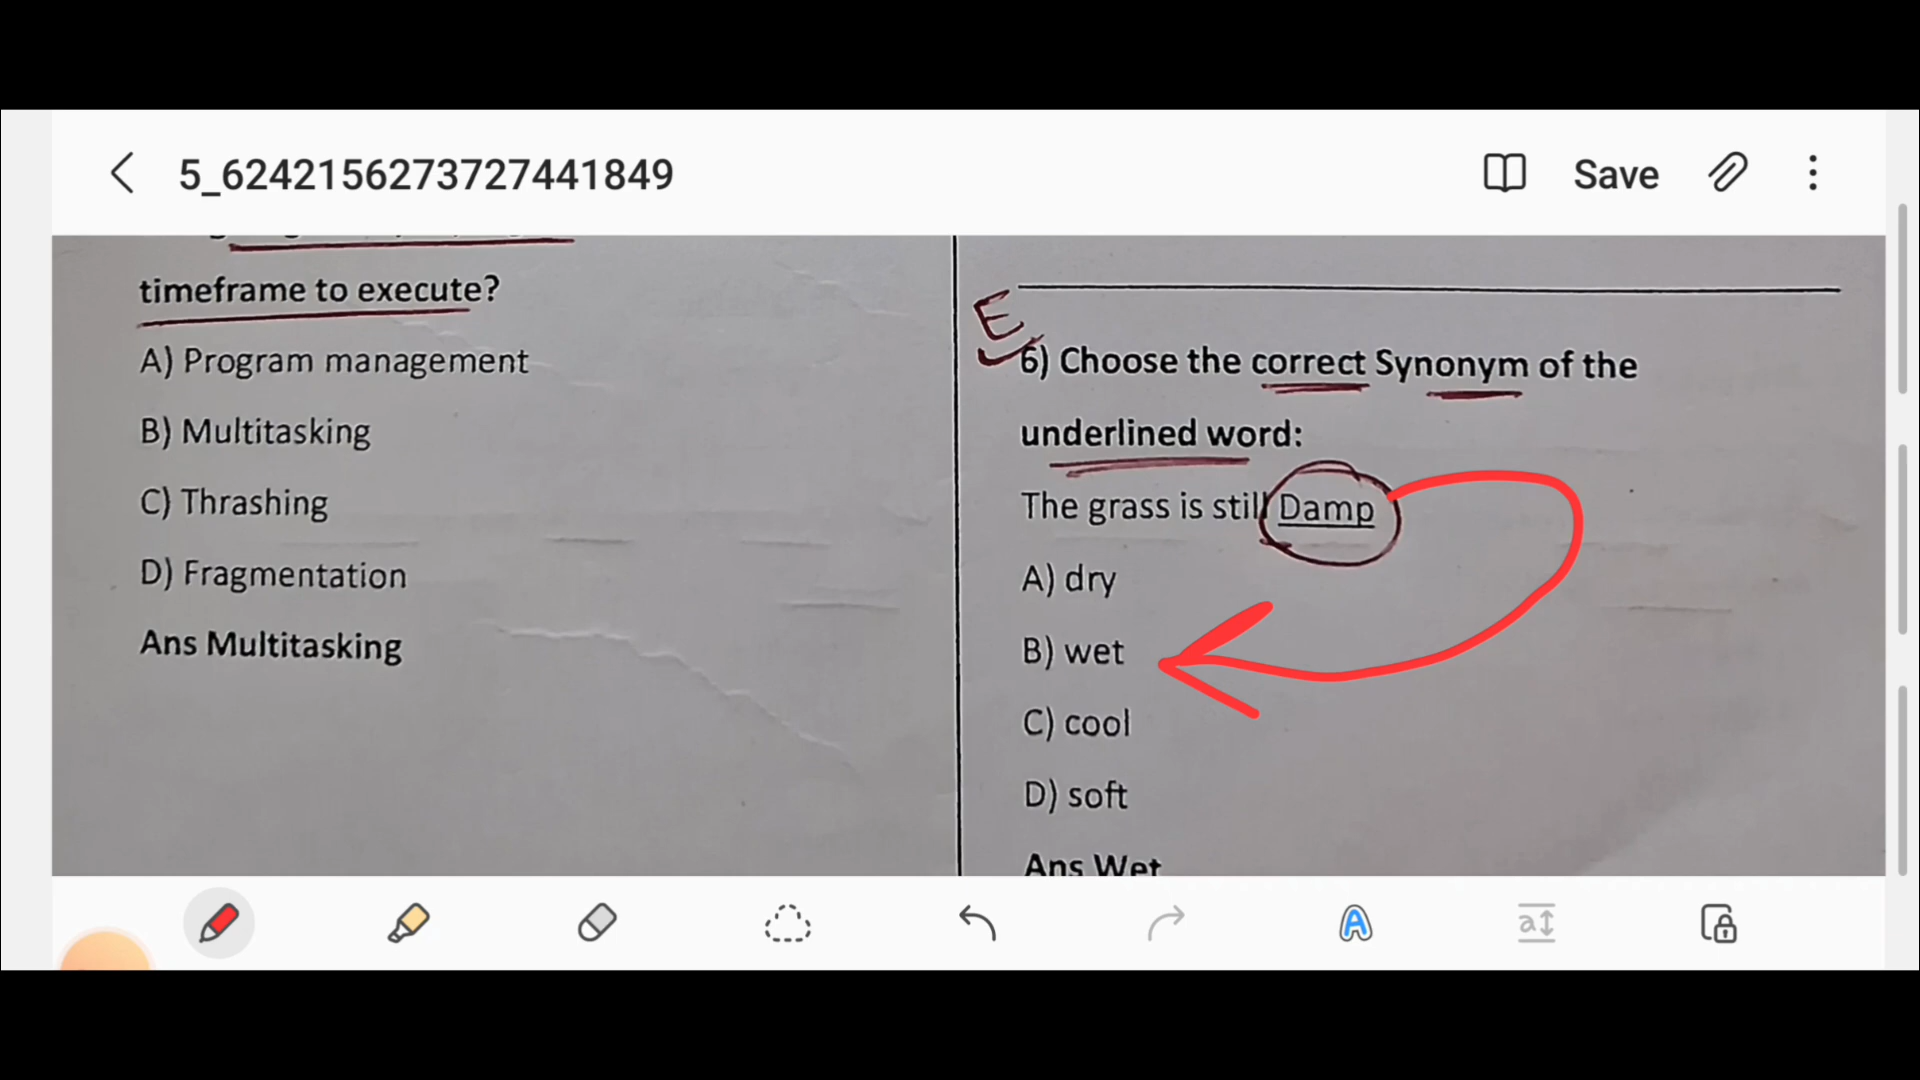 5_6242156273727441849
Save
timeframe to execute?
A) Program management
B) Multitasking
C) Thrashing
D) Fragmentation
Ans Multitasking
E
6) Choose the correct Synonym of the
underlined word:
The grass is still Damp
A) dry
B) wet
C) cool
D) soft
Ans Wet